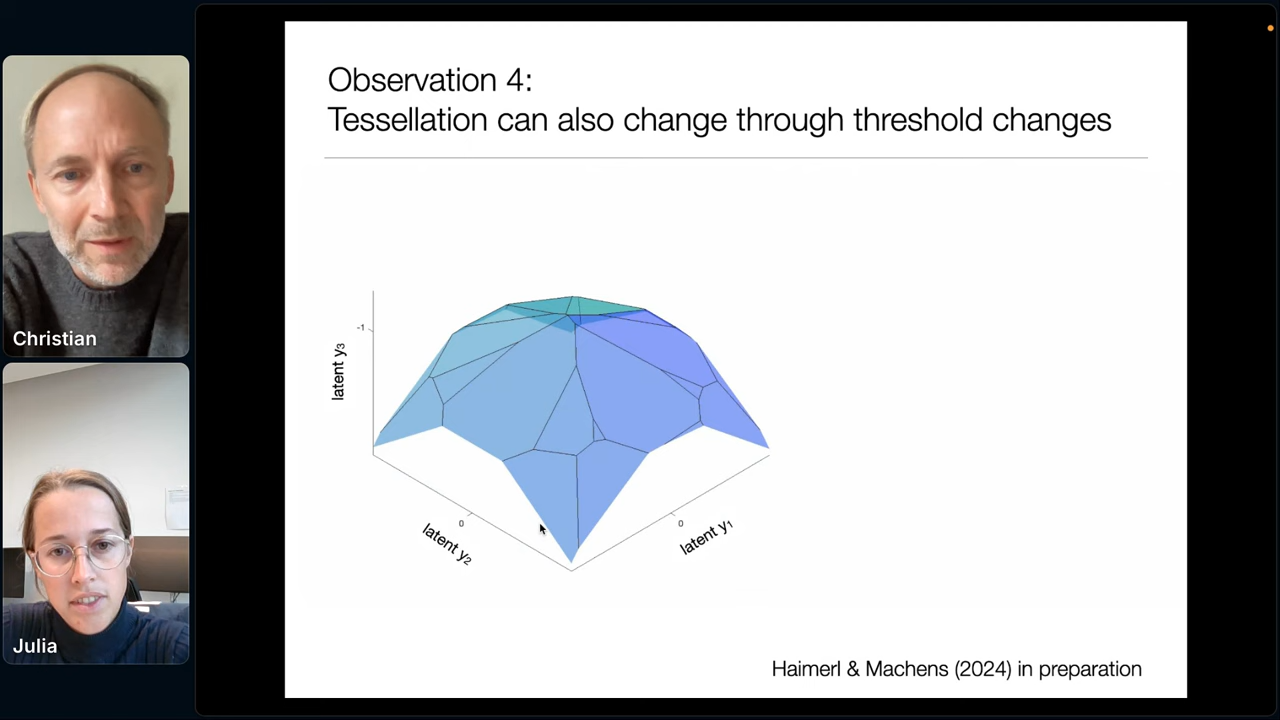 Observation 4:
Tessellation can also change through threshold changes
-1
latent y₃
0
latent y₂
0
latent y₁
Haimerl & Machens (2024) in preparation
Christian
Julia